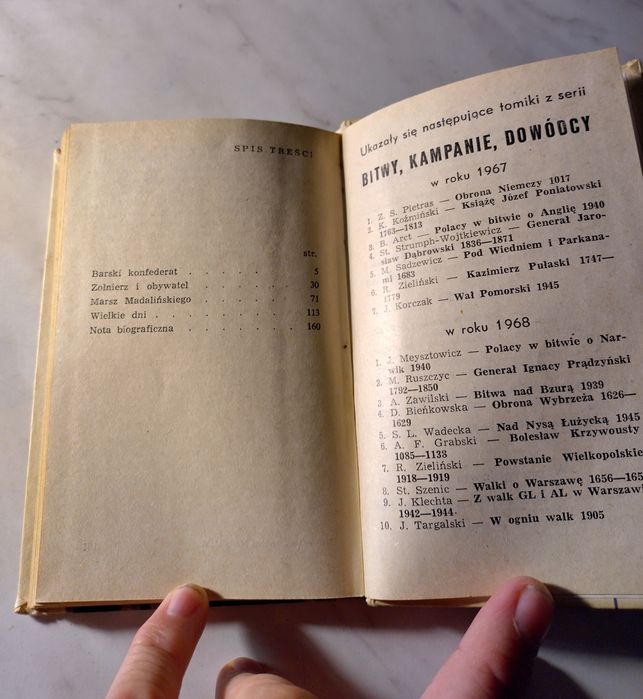 SPIS TREŚCI
str.
Barski konfederat . . . . . . . . 5
Żołnierz i obywatel . . . . . . . 30
Marsz Madalińskiego . . . . . . . 71
Wielkie dni . . . . . . . . . . 113
Nota biograficzna . . . . . . . . 160
Ukazały się następujące tomiki z serii
BITWY, KAMPANIE, DOWÓDCY
w roku 1967
1. Z. S. Pietras — Obrona Niemczy 1017
2. K. Koźmiński — Książę Józef Poniatowski
1763—1813
3. B. Arct — Polacy w bitwie o Anglię 1940
4. St. Strumph-Wojtkiewicz — Generał Jaro-
sław Dąbrowski 1836—1871
5. M. Sadzewicz — Pod Wiedniem i Parkana-
mi 1683
6. R. Zieliński — Kazimierz Pułaski 1747—
1779
7. J. Korczak — Wał Pomorski 1945
w roku 1968
1. J. Meysztowicz — Polacy w bitwie o Nar-
wik 1940
2. M. Ruszczyc — Generał Ignacy Prądzyński
1792—1850
3. A. Zawilski — Bitwa nad Bzurą 1939
4. D. Bieńkowska — Obrona Wybrzeża 1626—
1629
5. S. L. Wadecka — Nad Nysą Łużycką 1945
6. A. F. Grabski — Bolesław Krzywousty
1085—1138
7. R. Zieliński — Powstanie Wielkopolskie
1918—1919
8. St. Szenic — Walki o Warszawę 1656—165
9. J. Klechta — Z walk GL i AL w Warszawi
1942—1944
10. J. Targalski — W ogniu walk 1905